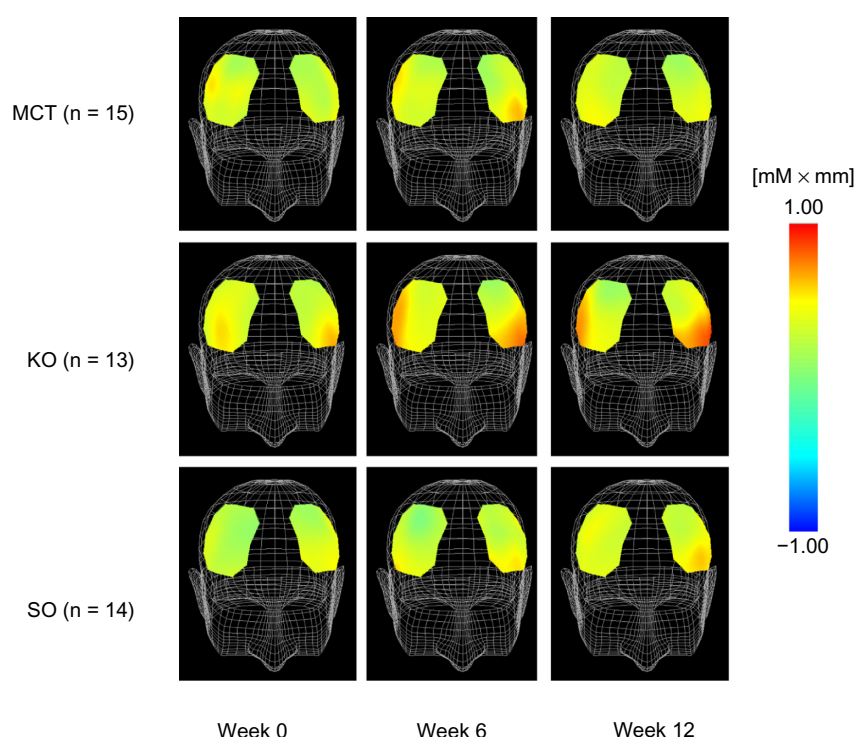 MCT (n = 15)
[mM × mm]
1.00
KO (n = 13)
−1.00
SO (n = 14)
Week 0
Week 6
Week 12